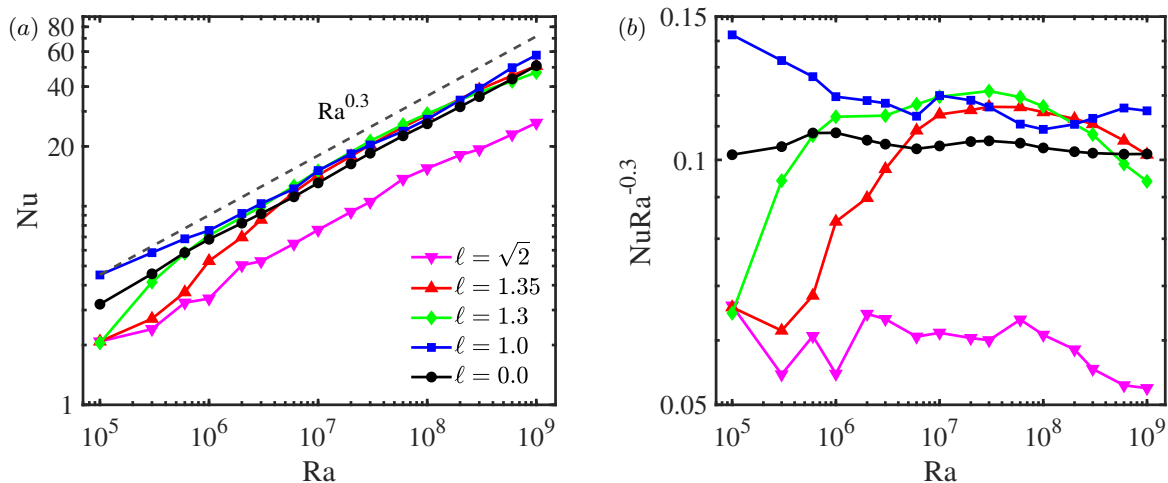 (a)
Nu
80
60
40
20
10
1
Ra^0.3
ℓ = √2
ℓ = 1.35
ℓ = 1.3
ℓ = 1.0
ℓ = 0.0
10^5 10^6 10^7 10^8 10^9
Ra
(b)
NuRa^-0.3
0.15
0.1
0.05
10^5 10^6 10^7 10^8 10^9
Ra